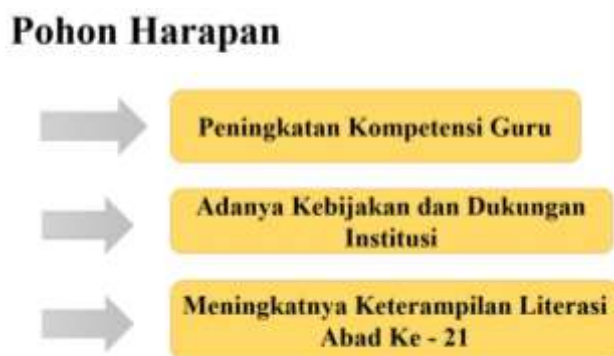 Pohon Harapan
Peningkatan Kompetensi Guru
Adanya Kebijakan dan Dukungan
Institusi
Meningkatnya Keterampilan Literasi
Abad Ke - 21